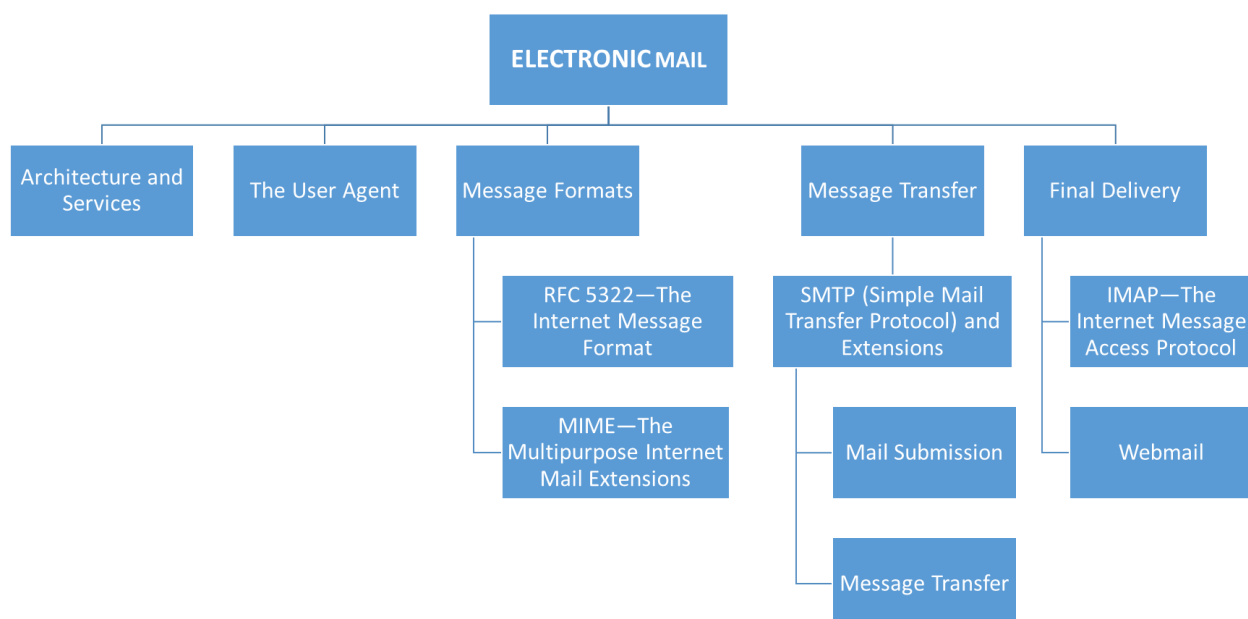 ELECTRONIC MAIL
Architecture and
Services
The User Agent
Message Formats
Message Transfer
Final Delivery
RFC 5322—The
Internet Message
Format
MIME—The
Multipurpose Internet
Mail Extensions
SMTP (Simple Mail
Transfer Protocol) and
Extensions
Mail Submission
Message Transfer
IMAP—The
Internet Message
Access Protocol
Webmail